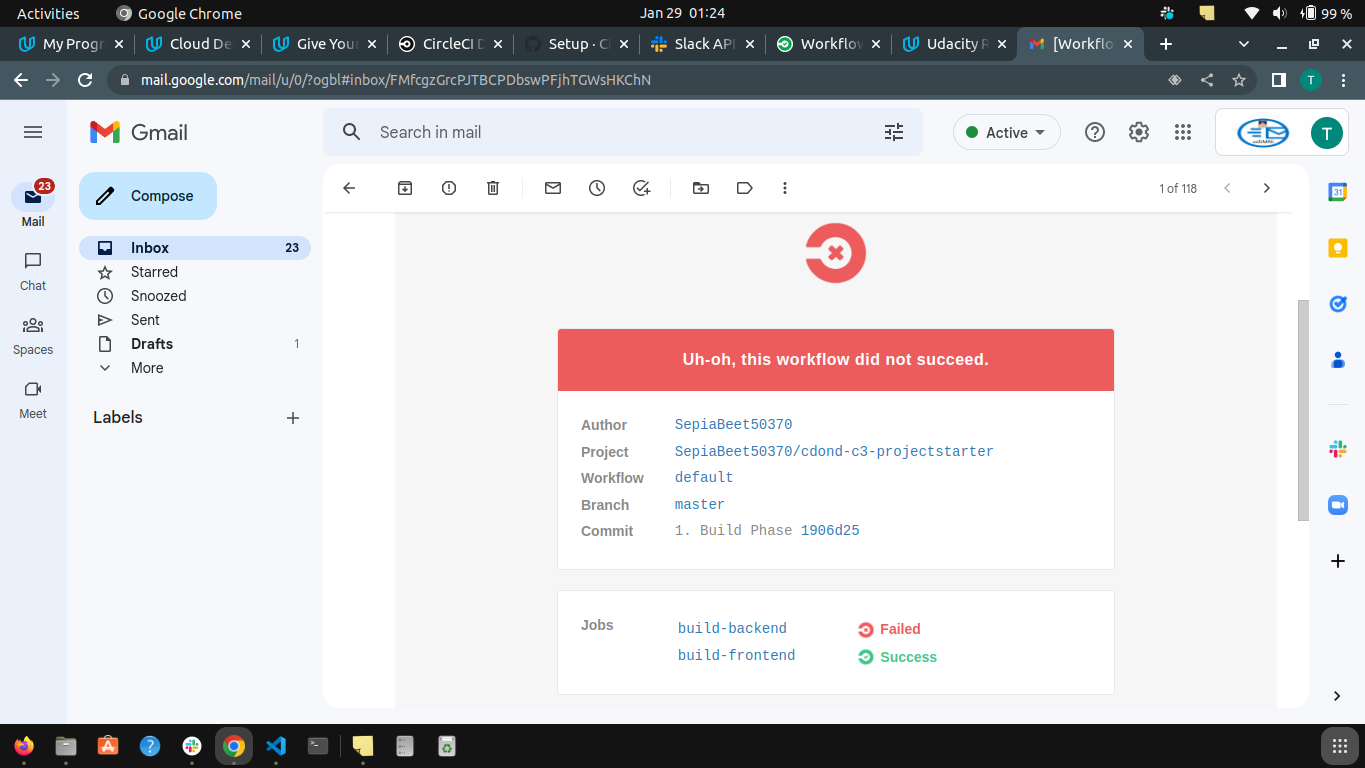 Activities
Google Chrome
Jan 29 01:24
99 %
My Progr
Cloud De
Give Your
CircleCI D
Setup · Ci
Slack API
Workflow
Udacity R
[Workflo
mail.google.com/mail/u/0/?ogbl#inbox/FMfcgzGrcPJTBCPDbswPFjhTGWsHKChN
T
Gmail
Search in mail
Active
T
23
Mail
Chat
Spaces
Meet
Compose
Inbox 23
Starred
Snoozed
Sent
Drafts 1
More
Labels
1 of 118
31
Uh-oh, this workflow did not succeed.
Author SepiaBeet50370
Project SepiaBeet50370/cdond-c3-projectstarter
Workflow default
Branch master
Commit 1. Build Phase 1906d25
Jobs build-backend Failed
build-frontend Success